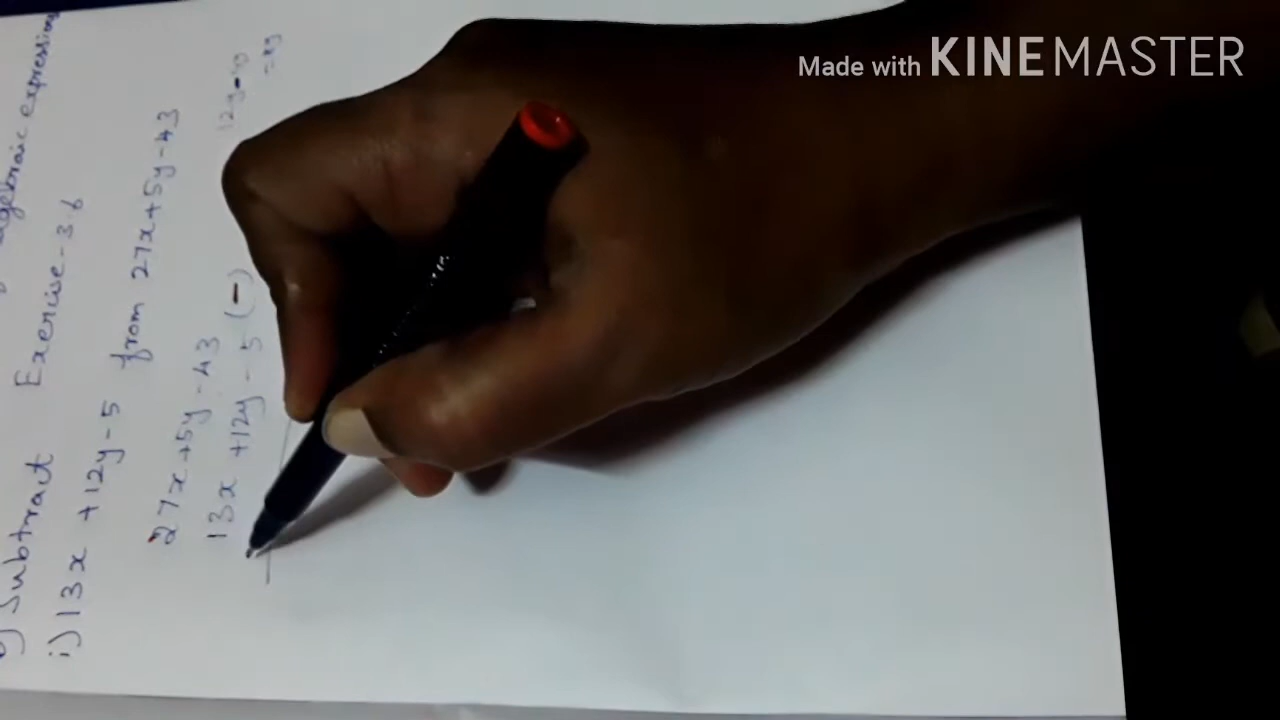 Made with KINEMASTER
algebraic expressions
Subtract Exercise - 3.6
i) 13x + 12y - 5 from 27x + 5y - 43
27x + 5y - 43
13x + 12y - 5 (-)